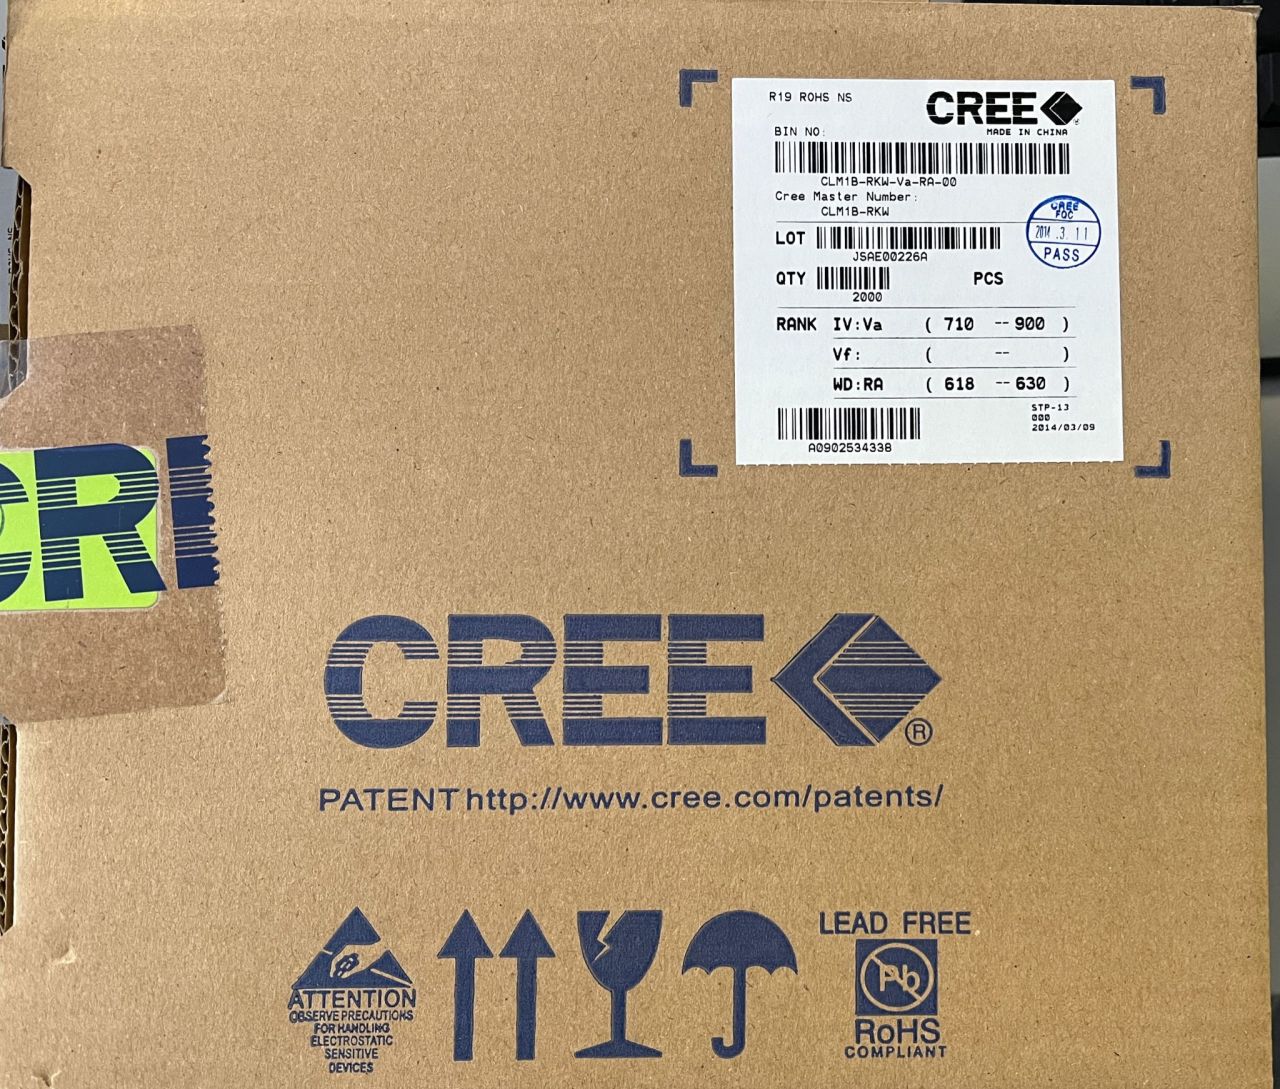 R19 ROHS NS
CREE®
MADE IN CHINA
BIN NO:
CLM1B-RKW-Va-RA-00
Cree Master Number:
CLM1B-RKW
LOT
JSAE00226A
QTY
2000
PCS
CREE
FQC
2014 .3. 11
PASS
RANK IV:Va ( 710 -- 900 )
Vf: ( -- )
WD:RA ( 618 -- 630 )
STP-13
000
2014/03/09
A0902534338
CRE
CREE®
PATENT http://www.cree.com/patents/
ATTENTION
OBSERVE PRECAUTIONS
FOR HANDLING
ELECTROSTATIC
SENSITIVE
DEVICES
LEAD FREE
Pb
RoHS
COMPLIANT